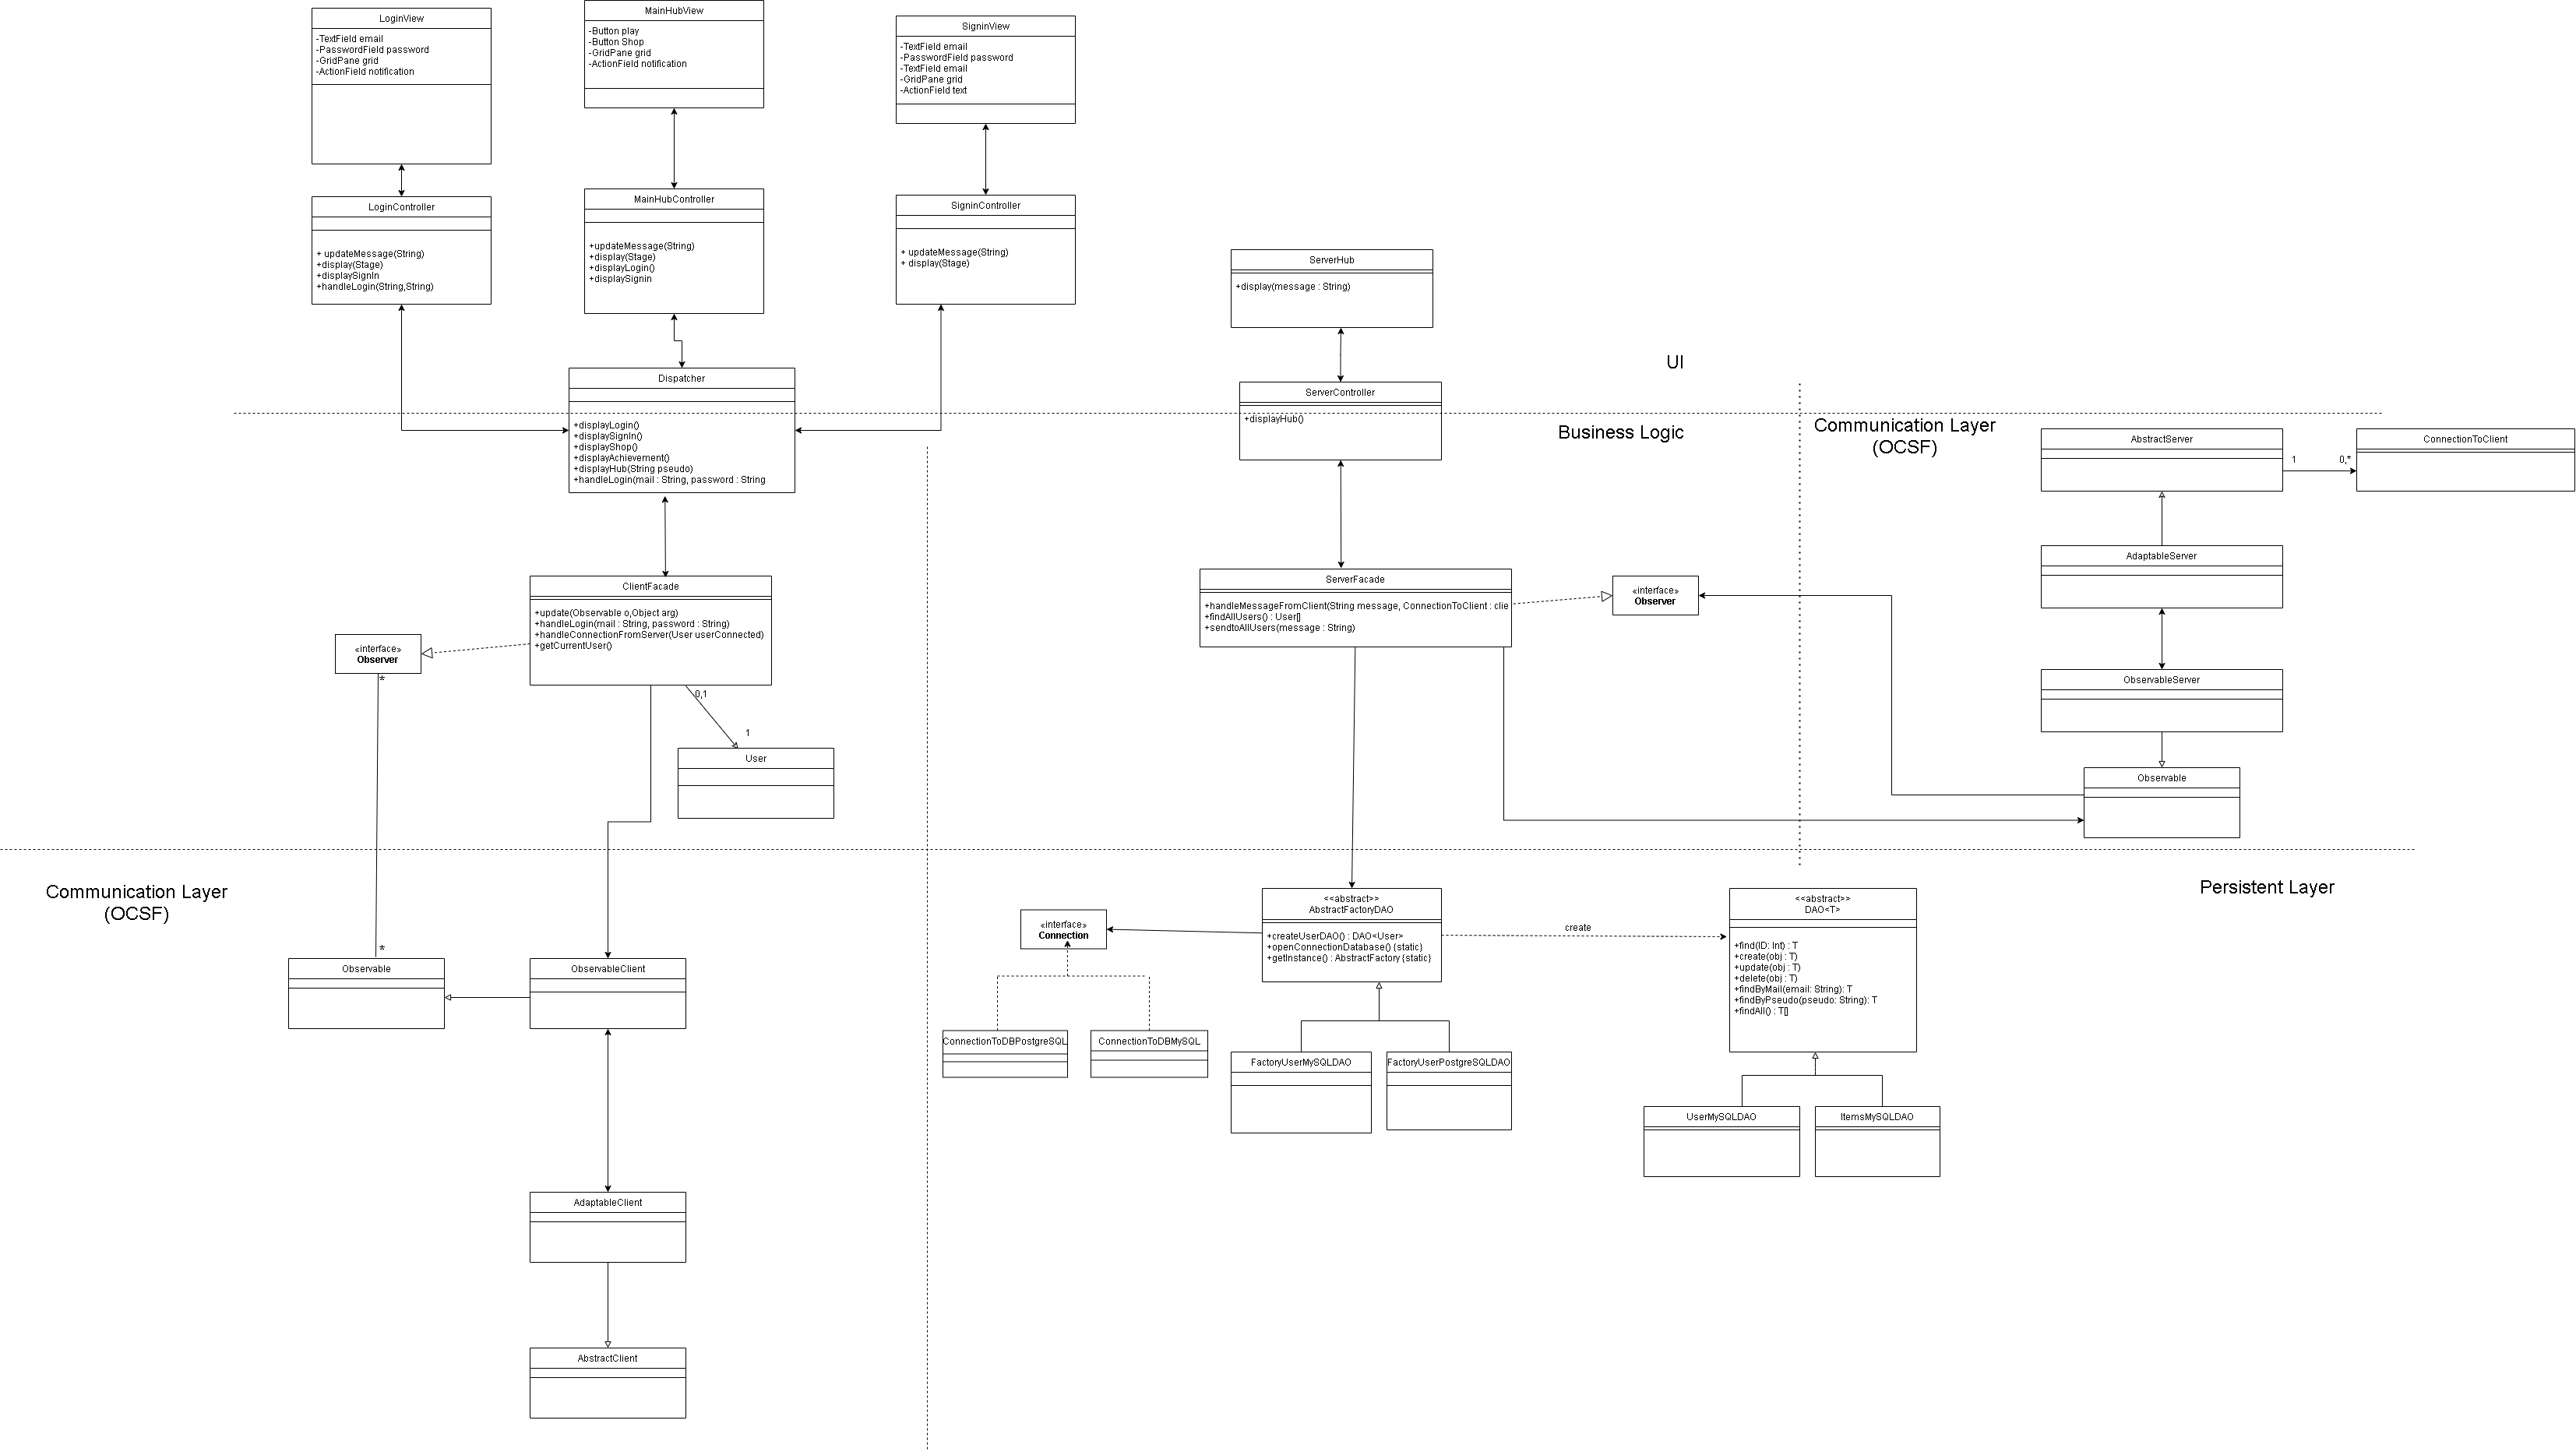 LoginView
-TextField email
-PasswordField password
-GridPane grid
-ActionField notification
MainHubView
-Button play
-Button Shop
-GridPane grid
-ActionField notification
SigninView
-TextField email
-PasswordField password
-TextField email
-GridPane grid
-ActionField text
LoginController
+ updateMessage(String)
+display(Stage)
+displaySignIn
+handleLogin(String,String)
MainHubController
+updateMessage(String)
+display(Stage)
+displayLogin()
+displaySignin
SigninController
+ updateMessage(String)
+ display(Stage)
ServerHub
+display(message : String)
UI
Dispatcher
+displayLogin()
+displaySignIn()
+displayShop()
+displayAchievement()
+displayHub(String pseudo)
+handleLogin(mail : String, password : String
ServerController
+displayHub()
Business Logic
Communication Layer
(OCSF)
AbstractServer
1
0,*
ConnectionToClient
AdaptableServer
ClientFacade
+update(Observable o,Object arg)
+handleLogin(mail : String, password : String)
+handleConnectionFromServer(User userConnected)
+getCurrentUser()
ServerFacade
+handleMessageFromClient(String message, ConnectionToClient : clie
+findAllUsers() : User[]
+sendtoAllUsers(message : String)
«interface»
Observer
«interface»
Observer
*
0,1
1
User
ObservableServer
Observable
Communication Layer
(OCSF)
Persistent Layer
*
Observable
ObservableClient
«interface»
Connection
<<abstract>>
AbstractFactoryDAO
+createUserDAO() : DAO<User>
+openConnectionDatabase() {static}
+getInstance() : AbstractFactory {static}
create
<<abstract>>
DAO<T>
+find(ID: Int) : T
+create(obj : T)
+update(obj : T)
+delete(obj : T)
+findByMail(email: String): T
+findByPseudo(pseudo: String): T
+findAll() : T[]
ConnectionToDBPostgreSQL
ConnectionToDBMySQL
FactoryUserMySQLDAO
FactoryUserPostgreSQLDAO
UserMySQLDAO
ItemsMySQLDAO
AdaptableClient
AbstractClient